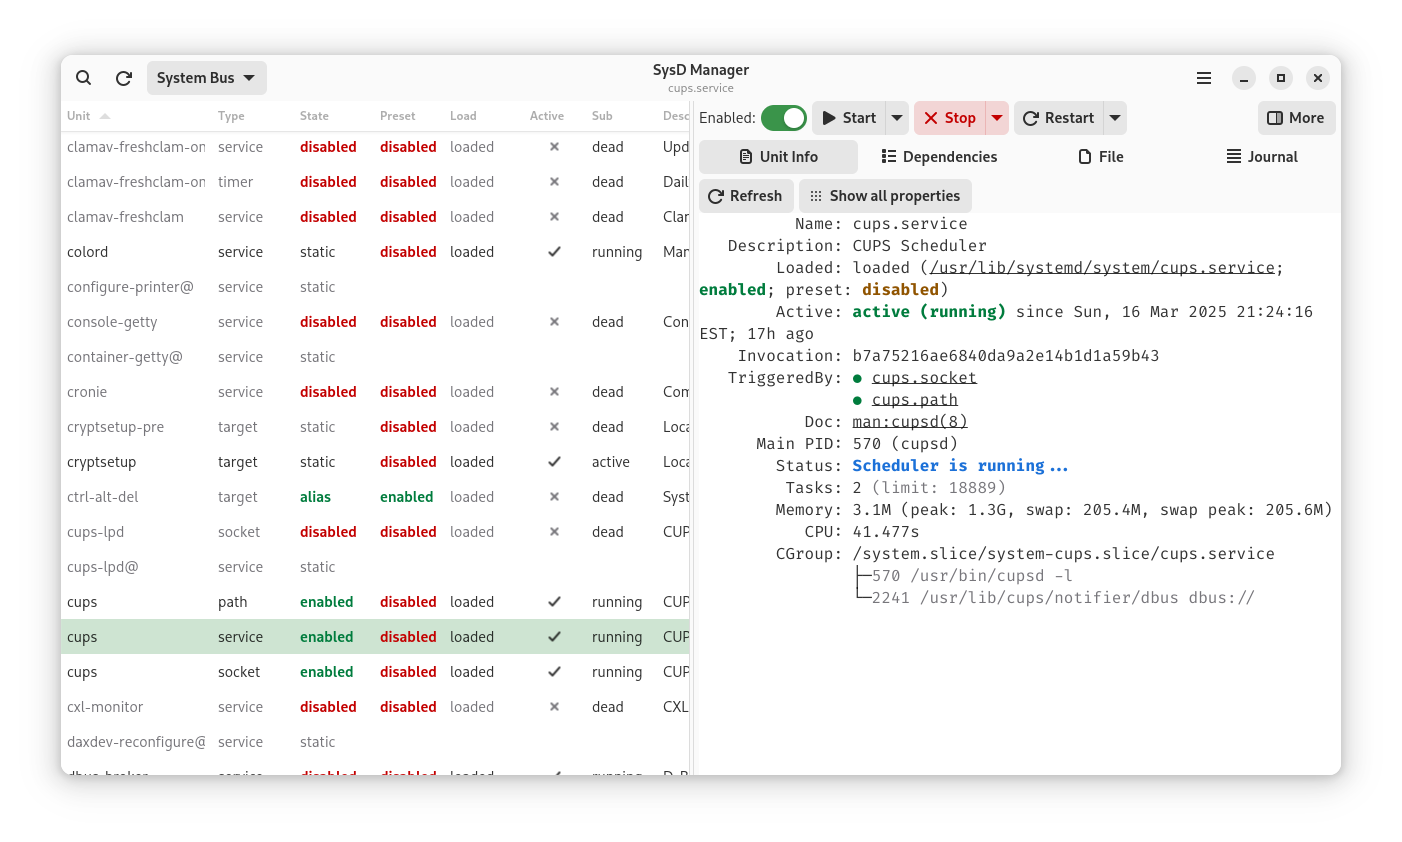 System Bus
SysD Manager
cups.service
Unit Type State Preset Load Active Sub Desc
clamav-freshclam-on service disabled disabled loaded dead Upd
clamav-freshclam-on timer disabled disabled loaded dead Dail
clamav-freshclam service disabled disabled loaded dead Clar
colord service static disabled loaded running Man
configure-printer@ service static
console-getty service disabled disabled loaded dead Con
container-getty@ service static
cronie service disabled disabled loaded dead Com
cryptsetup-pre target static disabled loaded dead Loca
cryptsetup target static disabled loaded active Loca
ctrl-alt-del target alias enabled loaded dead Syst
cups-lpd socket disabled disabled loaded dead CUP
cups-lpd@ service static
cups path enabled disabled loaded running CUP
cups service enabled disabled loaded running CUP
cups socket enabled disabled loaded running CUP
cxl-monitor service disabled disabled loaded dead CXL
daxdev-reconfigure@ service static
dbus-broker service disabled disabled loaded running D-B
Enabled: Start Stop Restart More
Unit Info Dependencies File Journal
Refresh Show all properties
Name: cups.service
Description: CUPS Scheduler
Loaded: loaded (/usr/lib/systemd/system/cups.service;
enabled; preset: disabled)
Active: active (running) since Sun, 16 Mar 2025 21:24:16
EST; 17h ago
Invocation: b7a75216ae6840da9a2e14b1d1a59b43
TriggeredBy: ● cups.socket
● cups.path
Doc: man:cupsd(8)
Main PID: 570 (cupsd)
Status: Scheduler is running...
Tasks: 2 (limit: 18889)
Memory: 3.1M (peak: 1.3G, swap: 205.4M, swap peak: 205.6M)
CPU: 41.477s
CGroup: /system.slice/system-cups.slice/cups.service
├─570 /usr/bin/cupsd -l
└─2241 /usr/lib/cups/notifier/dbus dbus://